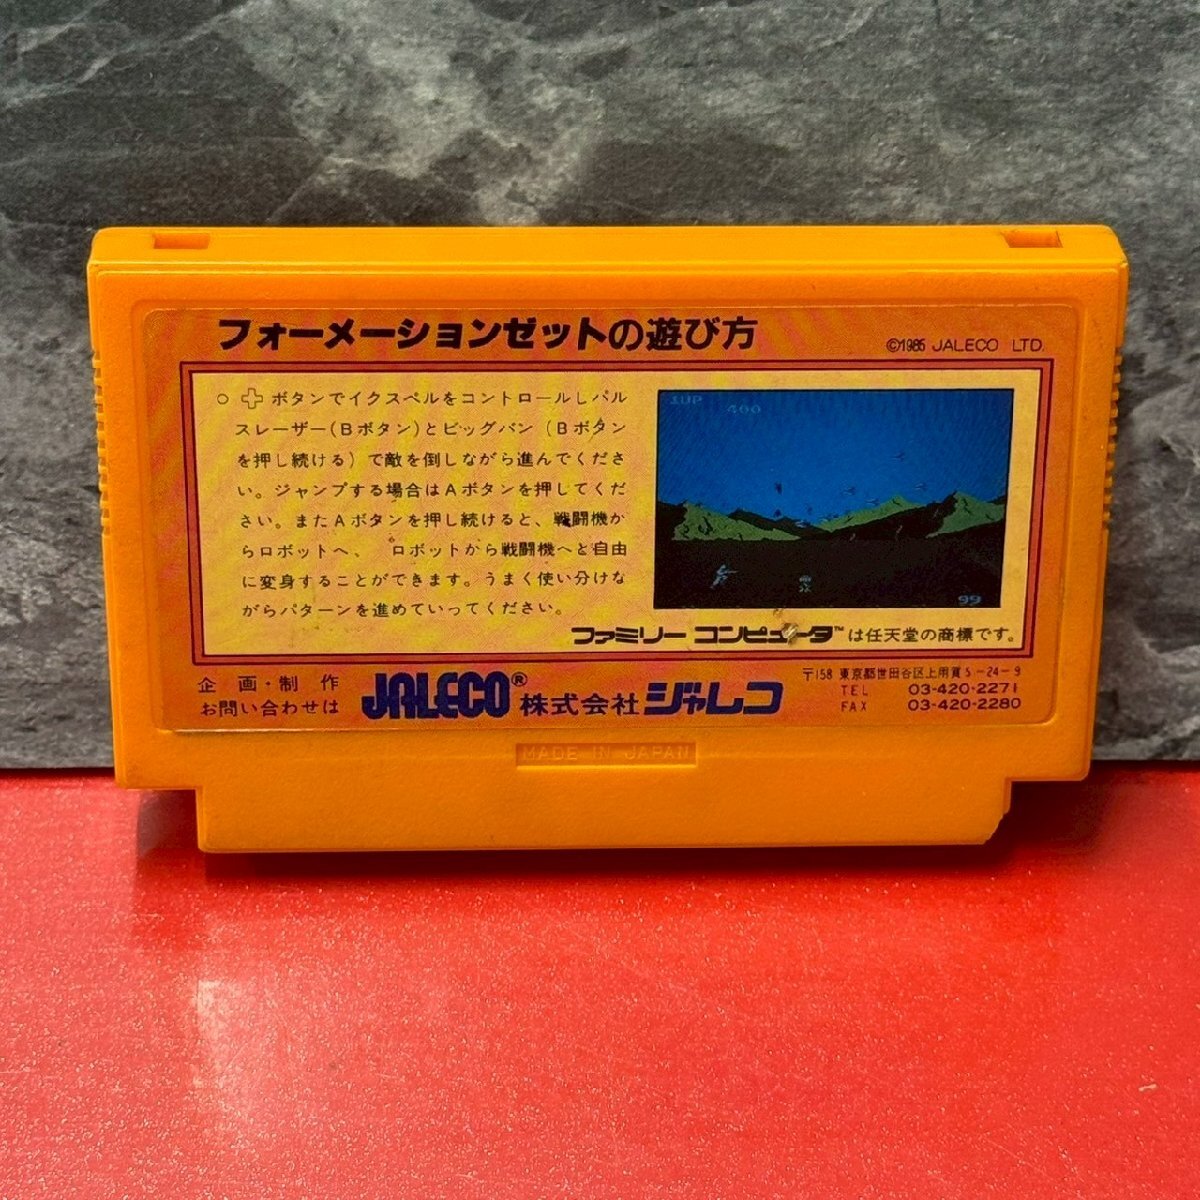 フォーメーションゼットの遊び方
©1985 JALECO LTD.
○ ✚ボタンでイクスペルをコントロールしパル
スレーザー(Bボタン)とビッグバン (Bボタン
を押し続ける) で敵を倒しながら進んでくださ
い。ジャンプする場合はAボタンを押してくだ
さい。またAボタンを押し続けると、戦闘機か
らロボットへ、 ロボットから戦闘機へと自由
に変身することができます。うまく使い分けな
がらパターンを進めていってください。
1UP
400
99
ファミリー コンピュータ™は任天堂の商標です。
企画・制作
お問い合わせは
JALECO® 株式会社ジャレコ
〒158 東京都世田谷区上用賀5-24-9
TEL 03-420-2271
FAX 03-420-2280
MADE IN JAPAN